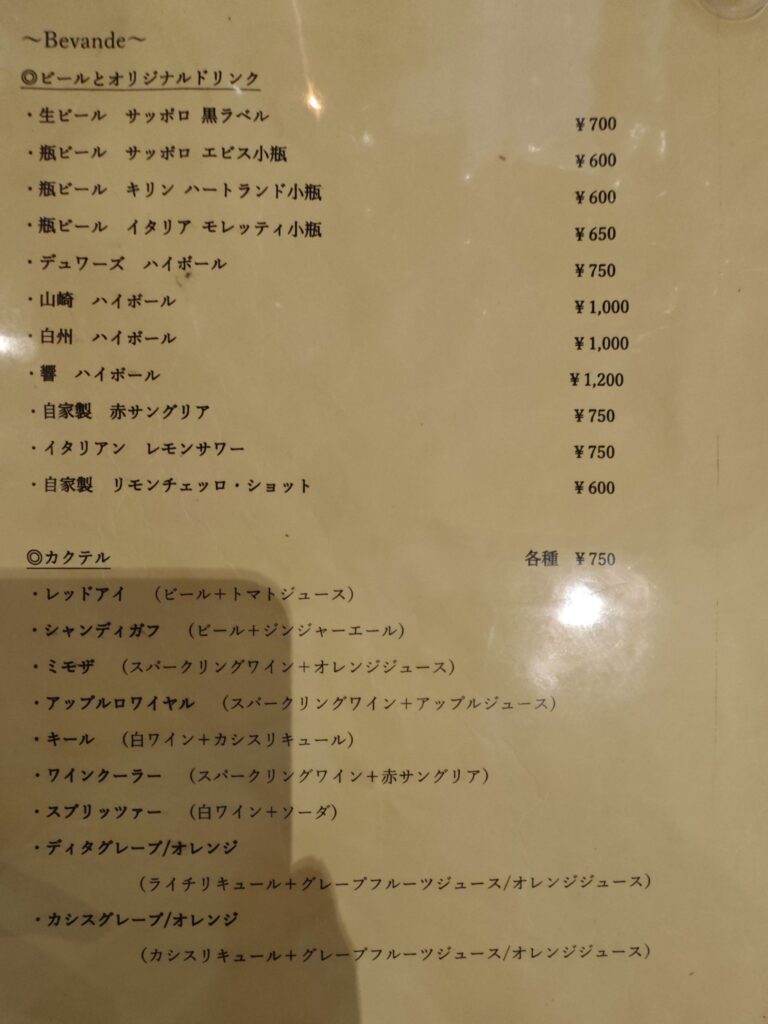 ～Bevande～
◎ビールとオリジナルドリンク
・生ビール　サッポロ 黒ラベル　¥700
・瓶ビール　サッポロ エビス小瓶　¥600
・瓶ビール　キリン ハートランド小瓶　¥600
・瓶ビール　イタリア モレッティ小瓶　¥650
・デュワーズ　ハイボール　¥750
・山崎　ハイボール　¥1,000
・白州　ハイボール　¥1,000
・響　ハイボール　¥1,200
・自家製　赤サングリア　¥750
・イタリアン　レモンサワー　¥750
・自家製　リモンチェッロ・ショット　¥600
◎カクテル　各種　¥750
・レッドアイ　（ビール＋トマトジュース）
・シャンディガフ　（ビール＋ジンジャーエール）
・ミモザ　（スパークリングワイン＋オレンジジュース）
・アップルロワイヤル　（スパークリングワイン＋アップルジュース）
・キール　（白ワイン＋カシスリキュール）
・ワインクーラー　（スパークリングワイン＋赤サングリア）
・スプリッツァー　（白ワイン＋ソーダ）
・ディタグレープ/オレンジ
（ライチリキュール＋グレープフルーツジュース/オレンジジュース）
・カシスグレープ/オレンジ
（カシスリキュール＋グレープフルーツジュース/オレンジジュース）